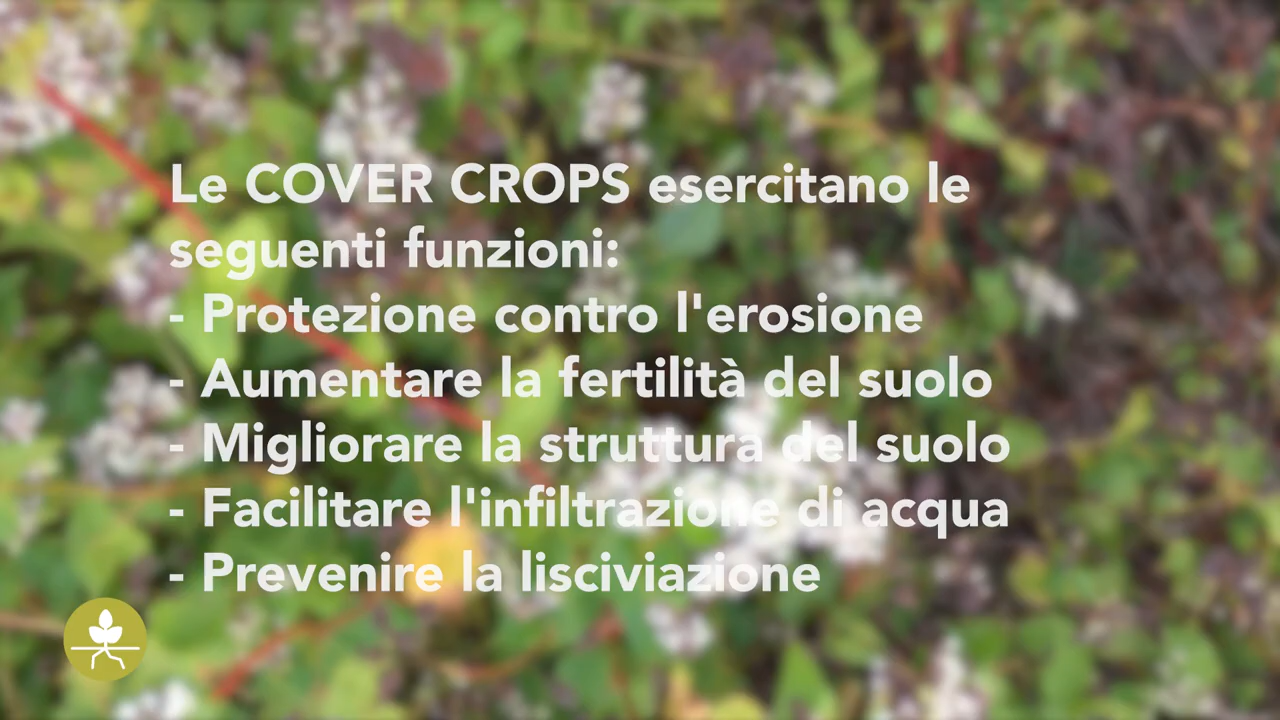 Le COVER CROPS esercitano le
seguenti funzioni:
- Protezione contro l'erosione
- Aumentare la fertilità del suolo
- Migliorare la struttura del suolo
- Facilitare l'infiltrazione di acqua
- Prevenire la lisciviazione